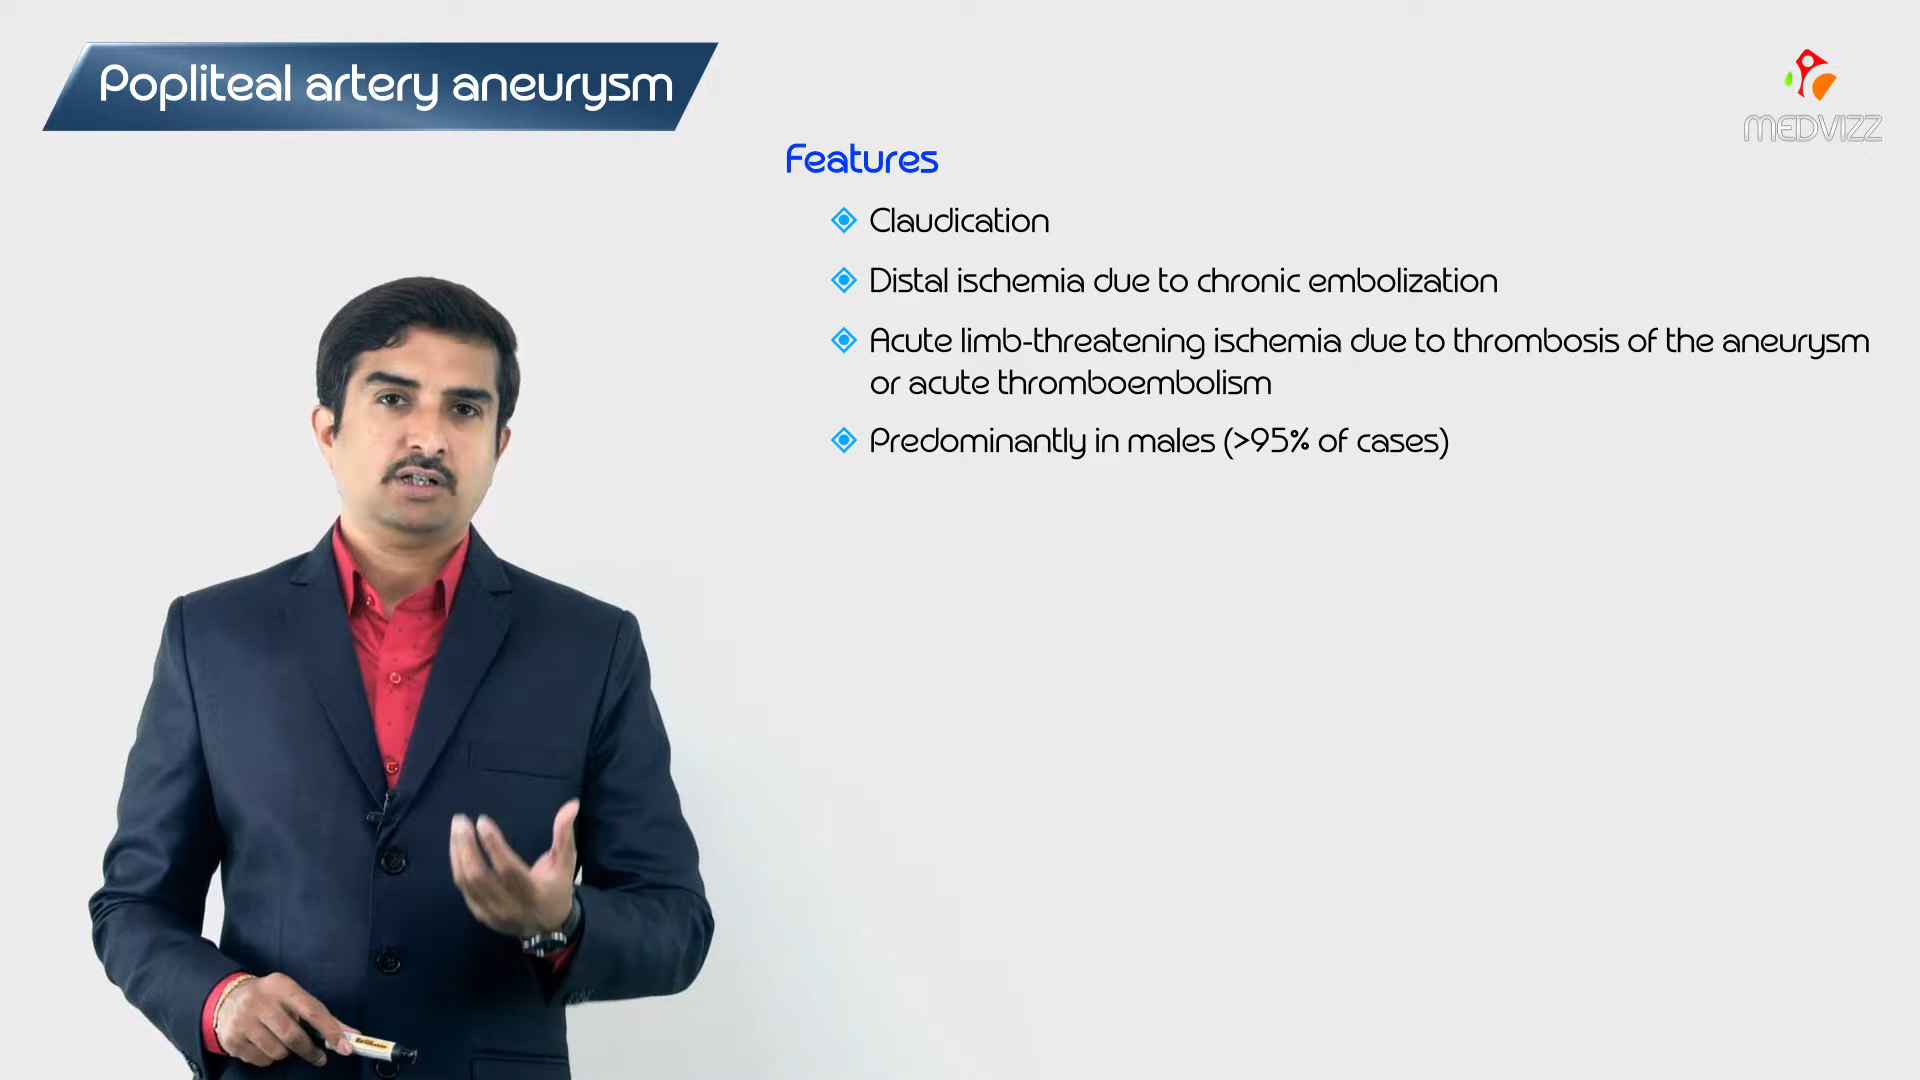 Popliteal artery aneurysm
MEDVIZZ
Features
Claudication
Distal ischemia due to chronic embolization
Acute limb-threatening ischemia due to thrombosis of the aneurysm
or acute thromboembolism
Predominantly in males (>95% of cases)